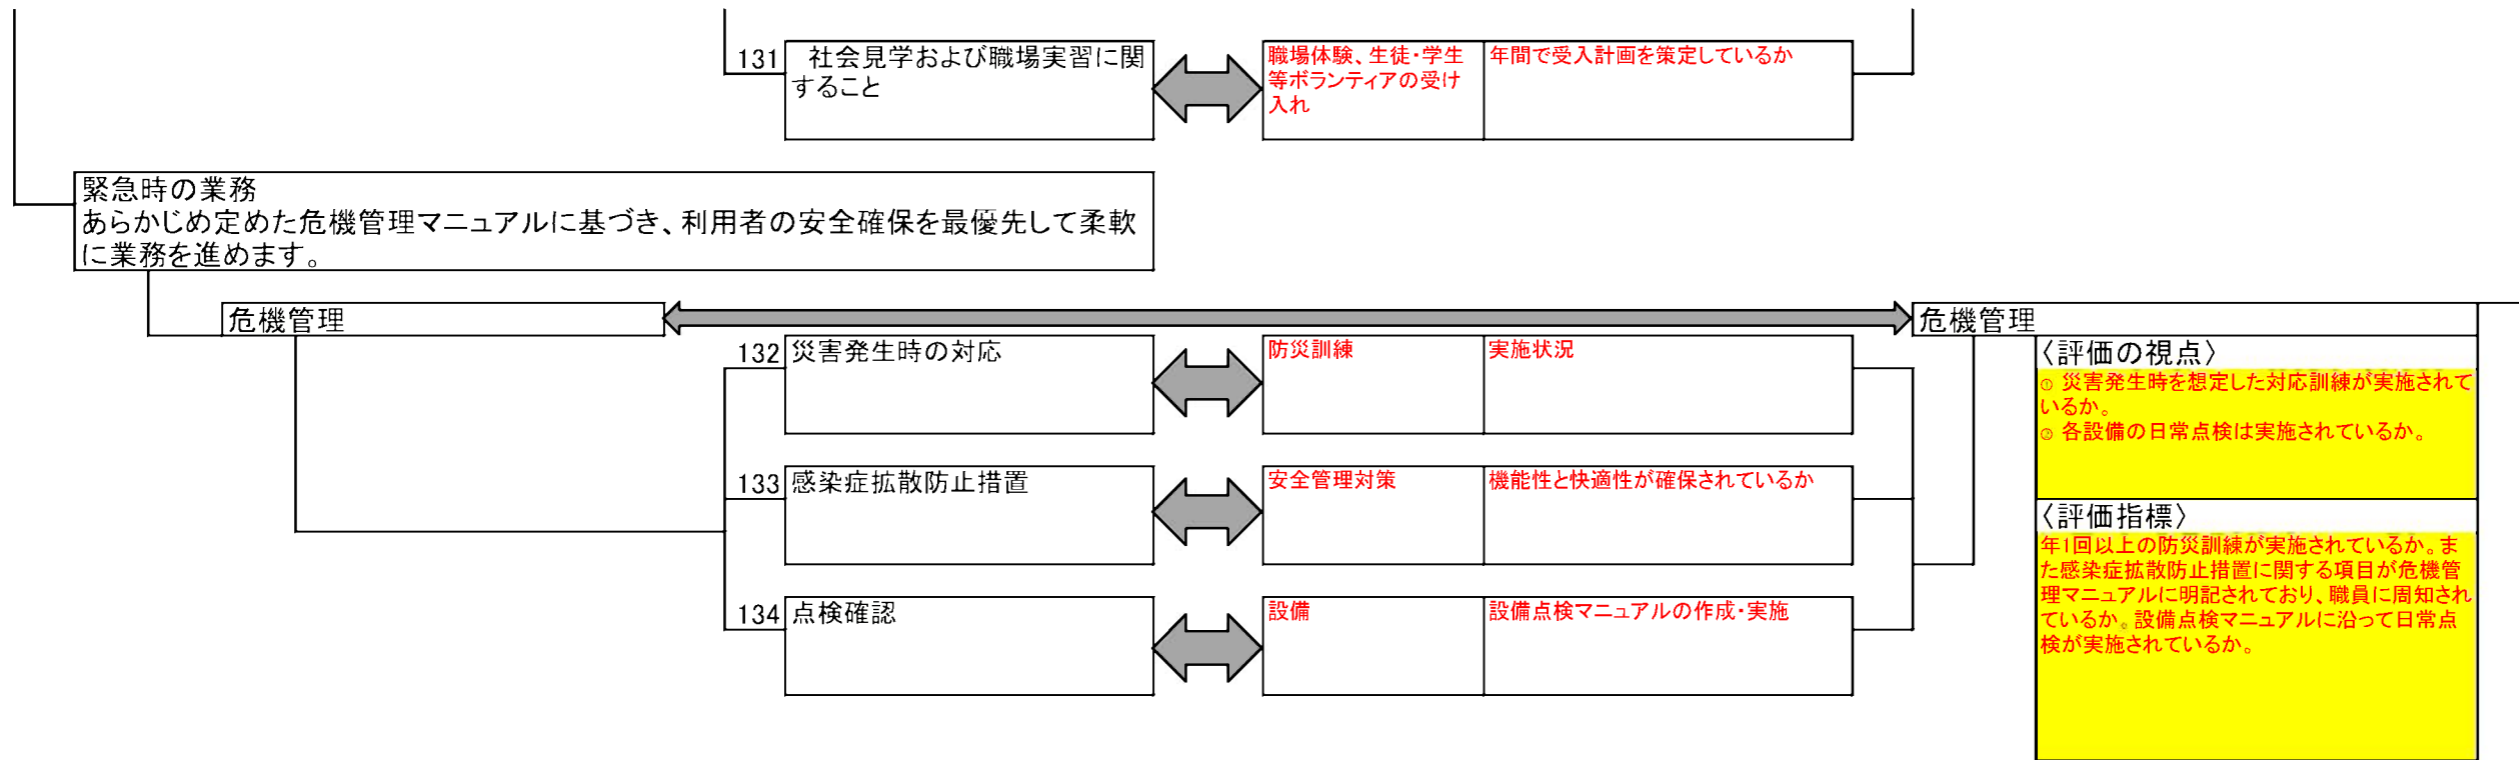 131
社会見学および職場実習に関
すること
職場体験、生徒・学生
等ボランティアの受け
入れ
年間で受入計画を策定しているか
緊急時の業務
あらかじめ定めた危機管理マニュアルに基づき、利用者の安全確保を最優先して柔軟
に業務を進めます。
危機管理
危機管理
132
災害発生時の対応
防災訓練
実施状況
133
感染症拡散防止措置
安全管理対策
機能性と快適性が確保されているか
134
点検確認
設備
設備点検マニュアルの作成・実施
〈評価の視点〉
① 災害発生時を想定した対応訓練が実施されて
いるか。
② 各設備の日常点検は実施されているか。
〈評価指標〉
年1回以上の防災訓練が実施されているか。ま
た感染症拡散防止措置に関する項目が危機管
理マニュアルに明記されており、職員に周知され
ているか。設備点検マニュアルに沿って日常点
検が実施されているか。